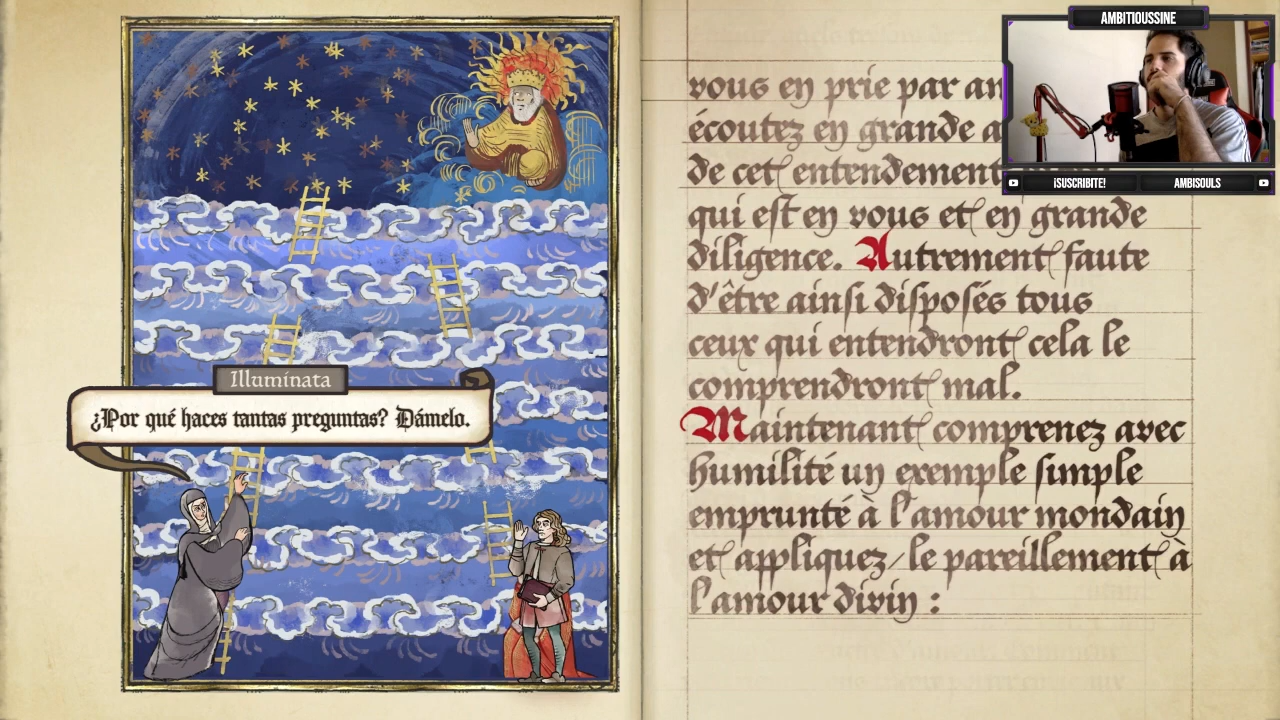 Illuminata
¿Por qué haces tantas preguntas? Dámelo.
vous en prie par
écoutez en grande
de cet entendement
qui est en vous et en grande
diligence. Autrement faute
d'être ainsi disposés tous
ceux qui entendront cela le
comprendront mal.
Maintenant comprenez avec
humilité un exemple simple
emprunté à l'amour mondain
et appliquez-le pareillement à
l'amour divin :
AMBITIOUSSINE
¡SUSCRIBITE!
AMBISOULS